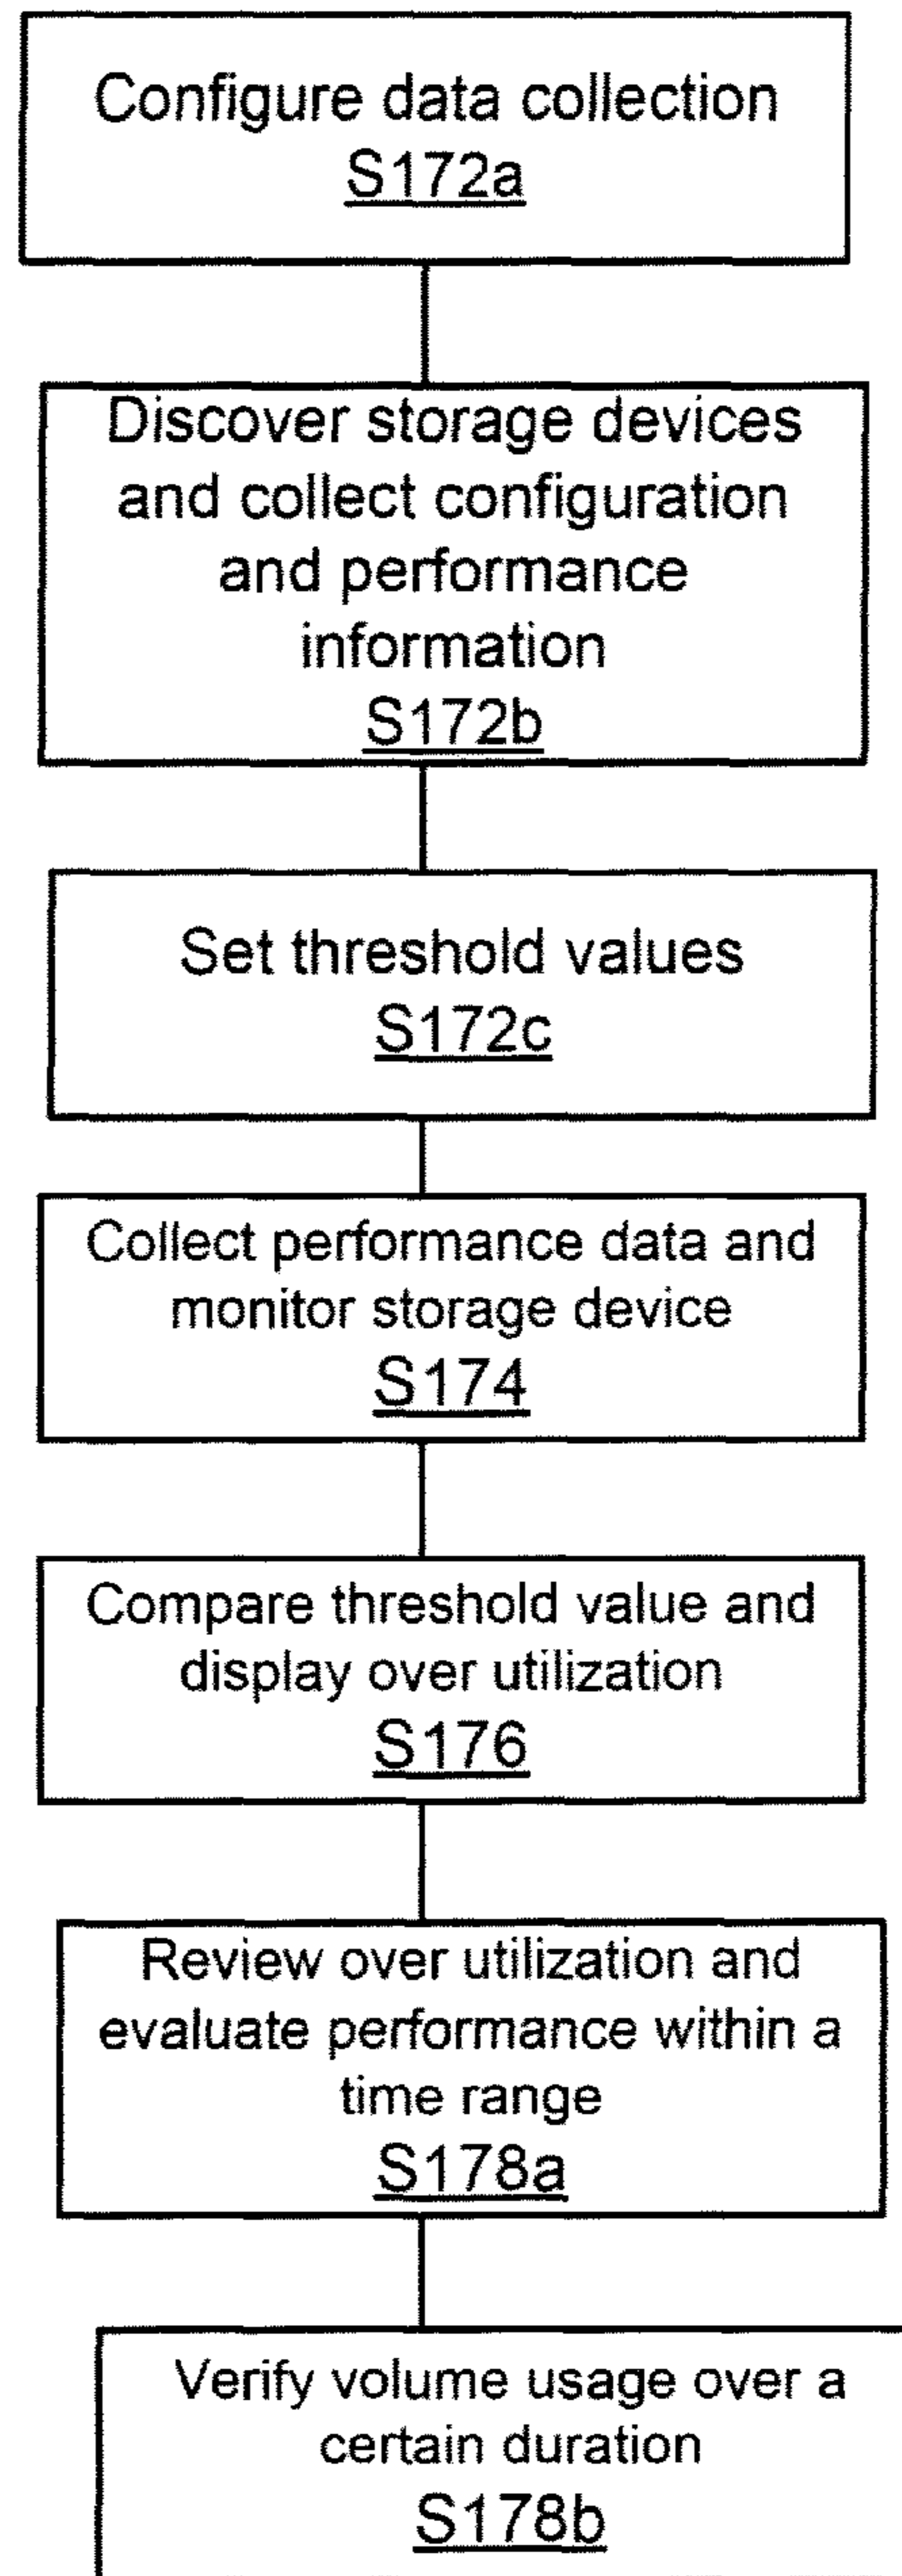 Configure data collection
S172a
Discover storage devices
and collect configuration
and performance
information
S172b
Set threshold values
S172c
Collect performance data and
monitor storage device
S174
Compare threshold value and
display over utilization
S176
Review over utilization and
evaluate performance within a
time range
S178a
Verify volume usage over a
certain duration
S178b